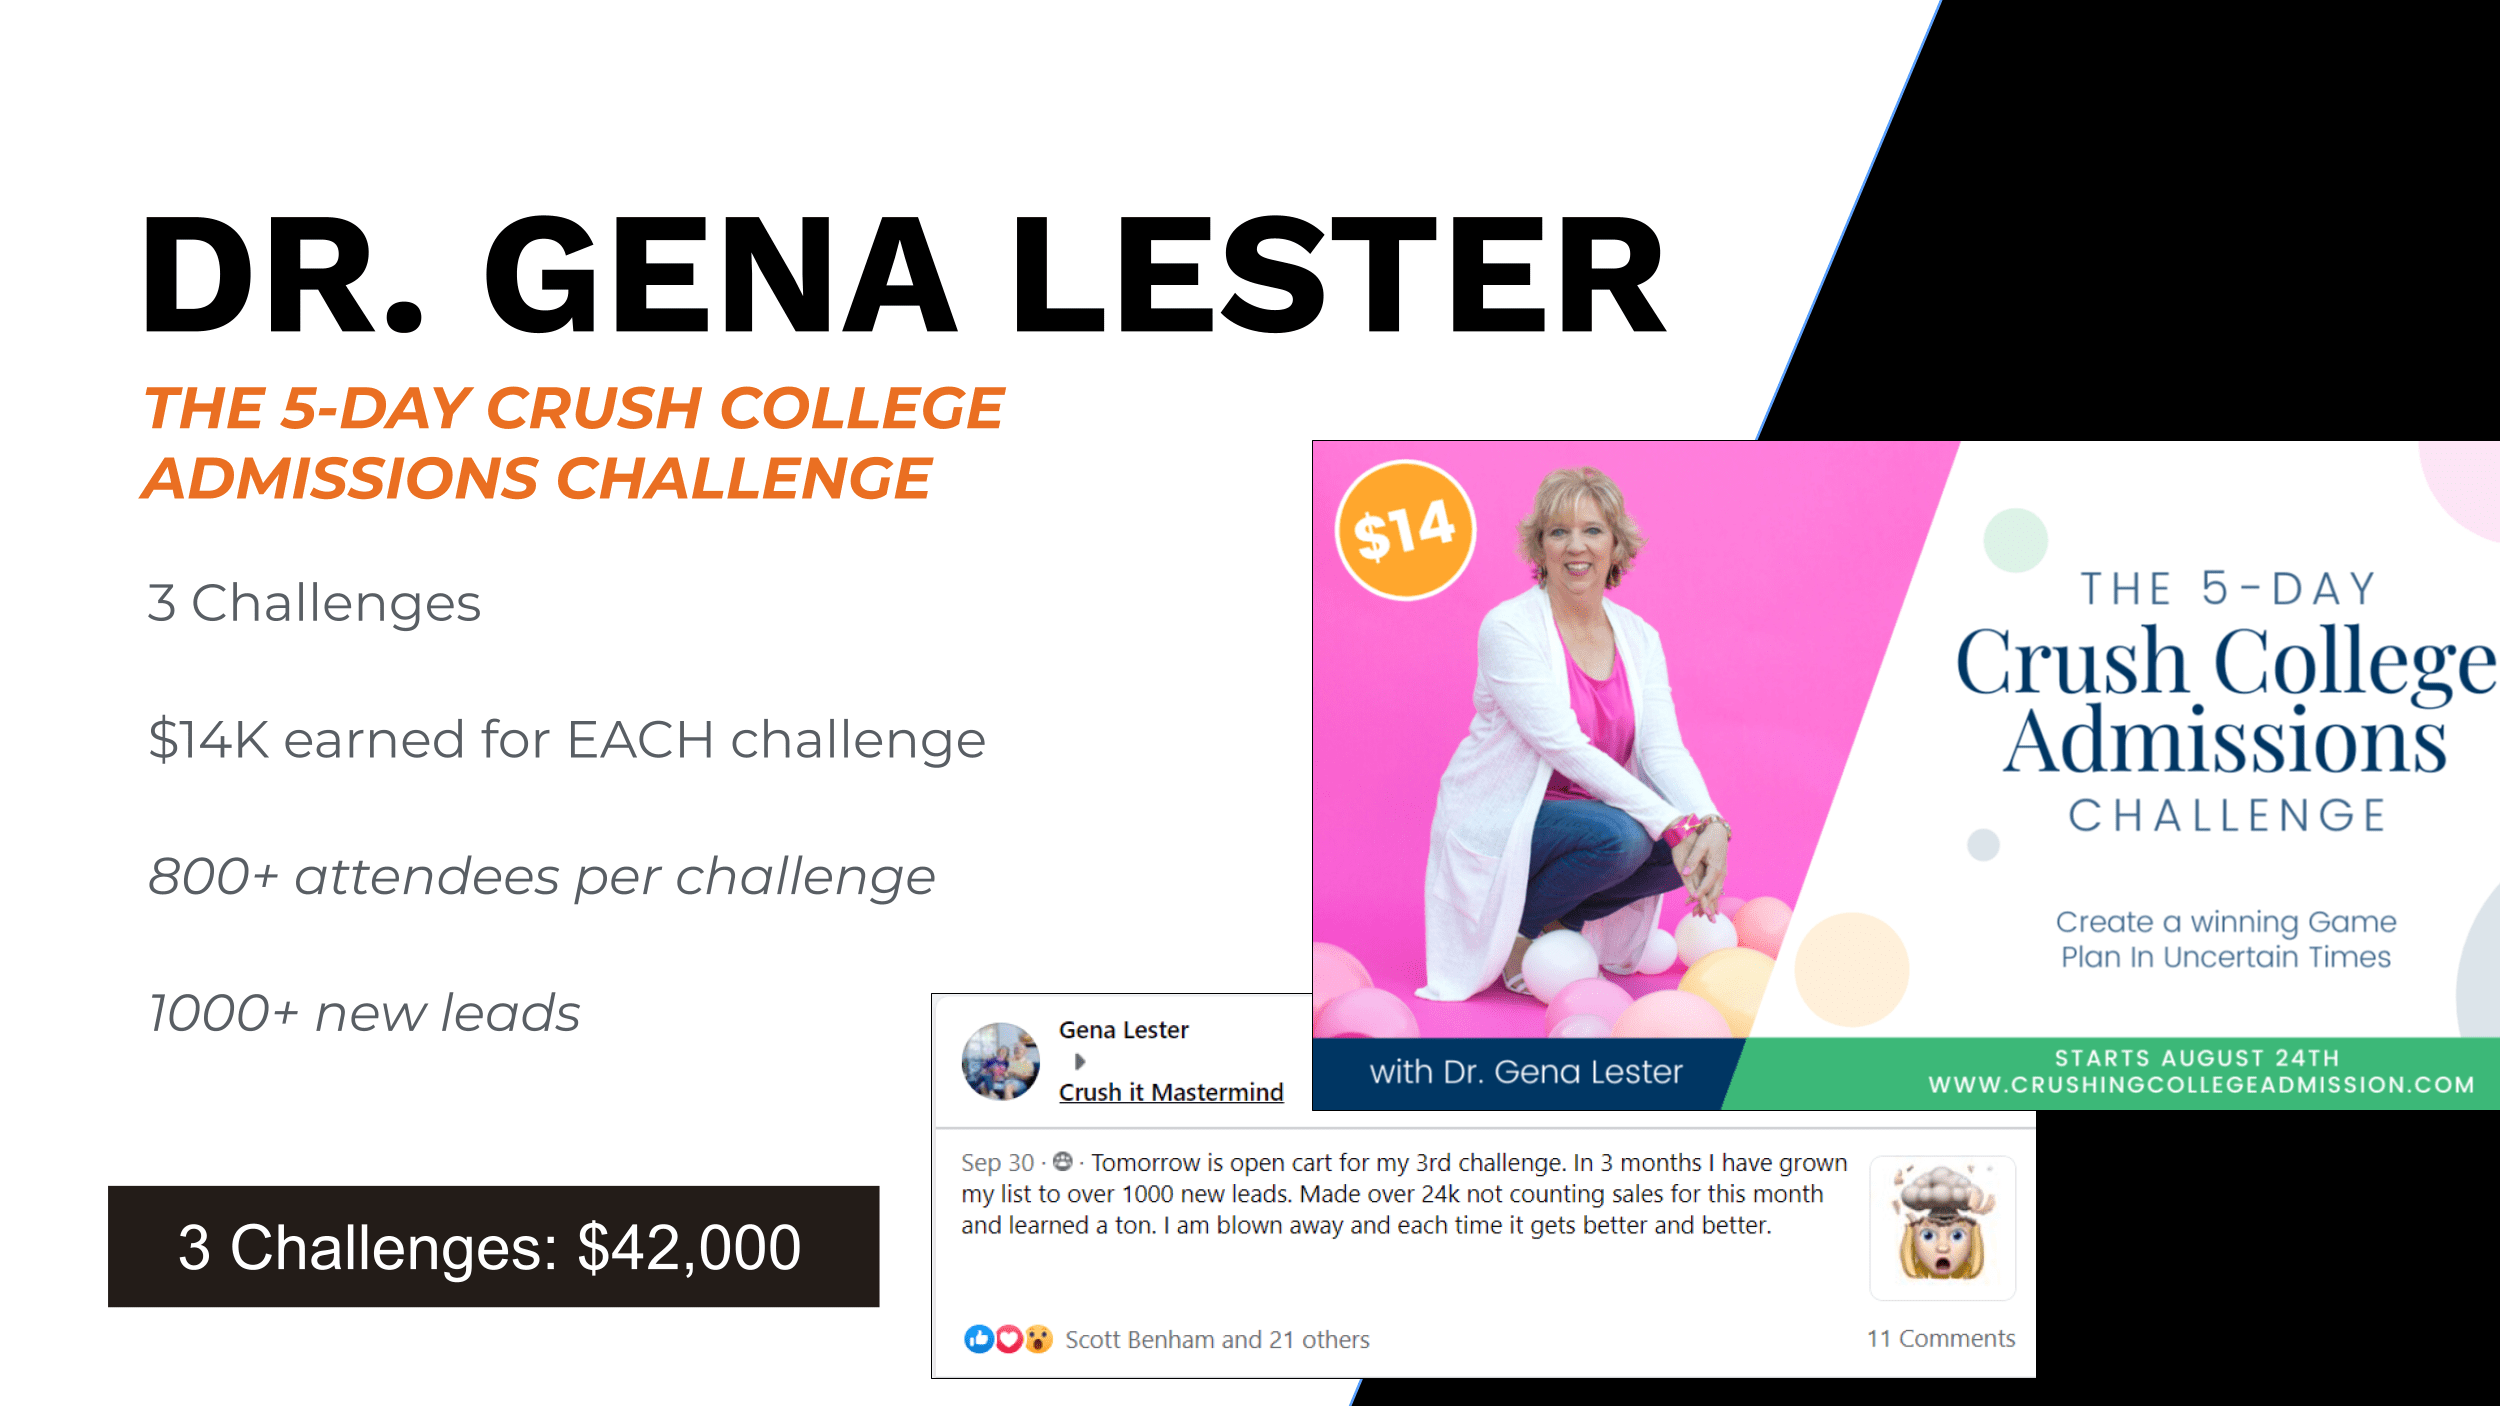 DR. GENA LESTER
THE 5-DAY CRUSH COLLEGE
ADMISSIONS CHALLENGE
3 Challenges
$14K earned for EACH challenge
800+ attendees per challenge
1000+ new leads
3 Challenges: $42,000
$14
THE 5-DAY
Crush College
Admissions
CHALLENGE
Create a winning Game
Plan In Uncertain Times
with Dr. Gena Lester
STARTS AUGUST 24TH
WWW.CRUSHINGCOLLEGEADMISSION.COM
Gena Lester
Crush it Mastermind
Sep 30 · · Tomorrow is open cart for my 3rd challenge. In 3 months I have grown
my list to over 1000 new leads. Made over 24k not counting sales for this month
and learned a ton. I am blown away and each time it gets better and better.
Scott Benham and 21 others
11 Comments